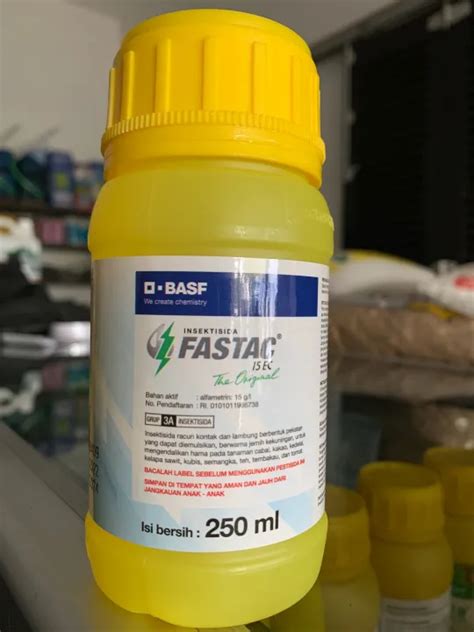 BASF
We create chemistry
INSEKTISIDA
FASTAC®
15 EC
The Original
Bahan aktif : alfametrin: 15 g/l
No. Pendaftaran : RI. 0101011988738
GRUP 3A INSEKTISIDA
Insektisida racun kontak dan lambung berbentuk pekatan
yang dapat diemulsikan, berwarna jernih kekuningan, untuk
mengendalikan hama pada tanaman cabai, kakao, kedelai,
kelapa sawit, kubis, semangka, teh, tembakau, dan tomat.
BACALAH LABEL SEBELUM MENGGUNAKAN PESTISIDA INI
SIMPAN DI TEMPAT YANG AMAN DAN JAUH DARI
JANGKAUAN ANAK - ANAK
Isi bersih : 250 ml